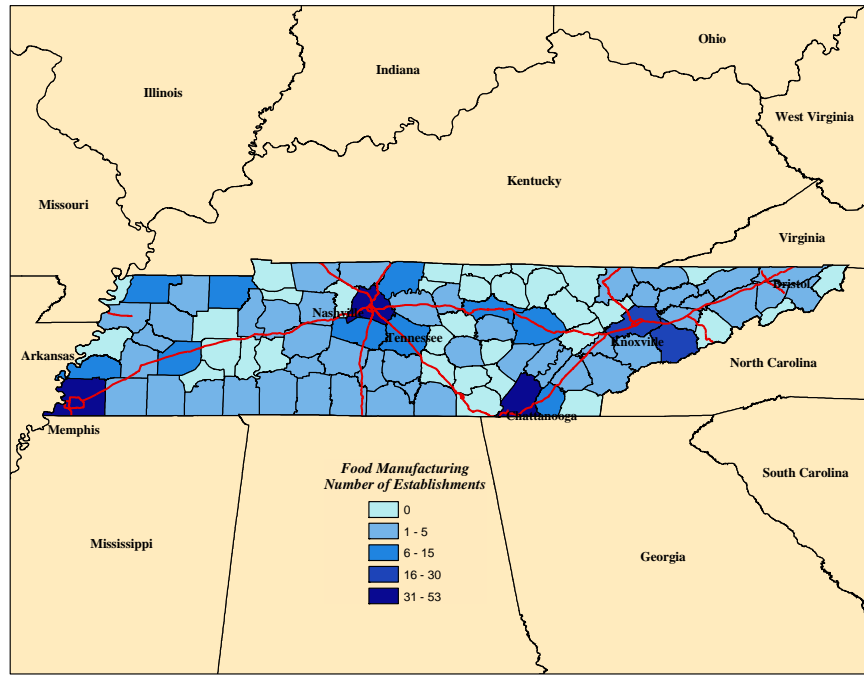 Ohio
Indiana
Illinois
West Virginia
Kentucky
Missouri
Virginia
Bristol
Nashville
Tennessee
Knoxville
Arkansas
North Carolina
Chattanooga
Memphis
Food Manufacturing
Number of Establishments
South Carolina
0
1 - 5
Mississippi
6 - 15
Georgia
16 - 30
31 - 53